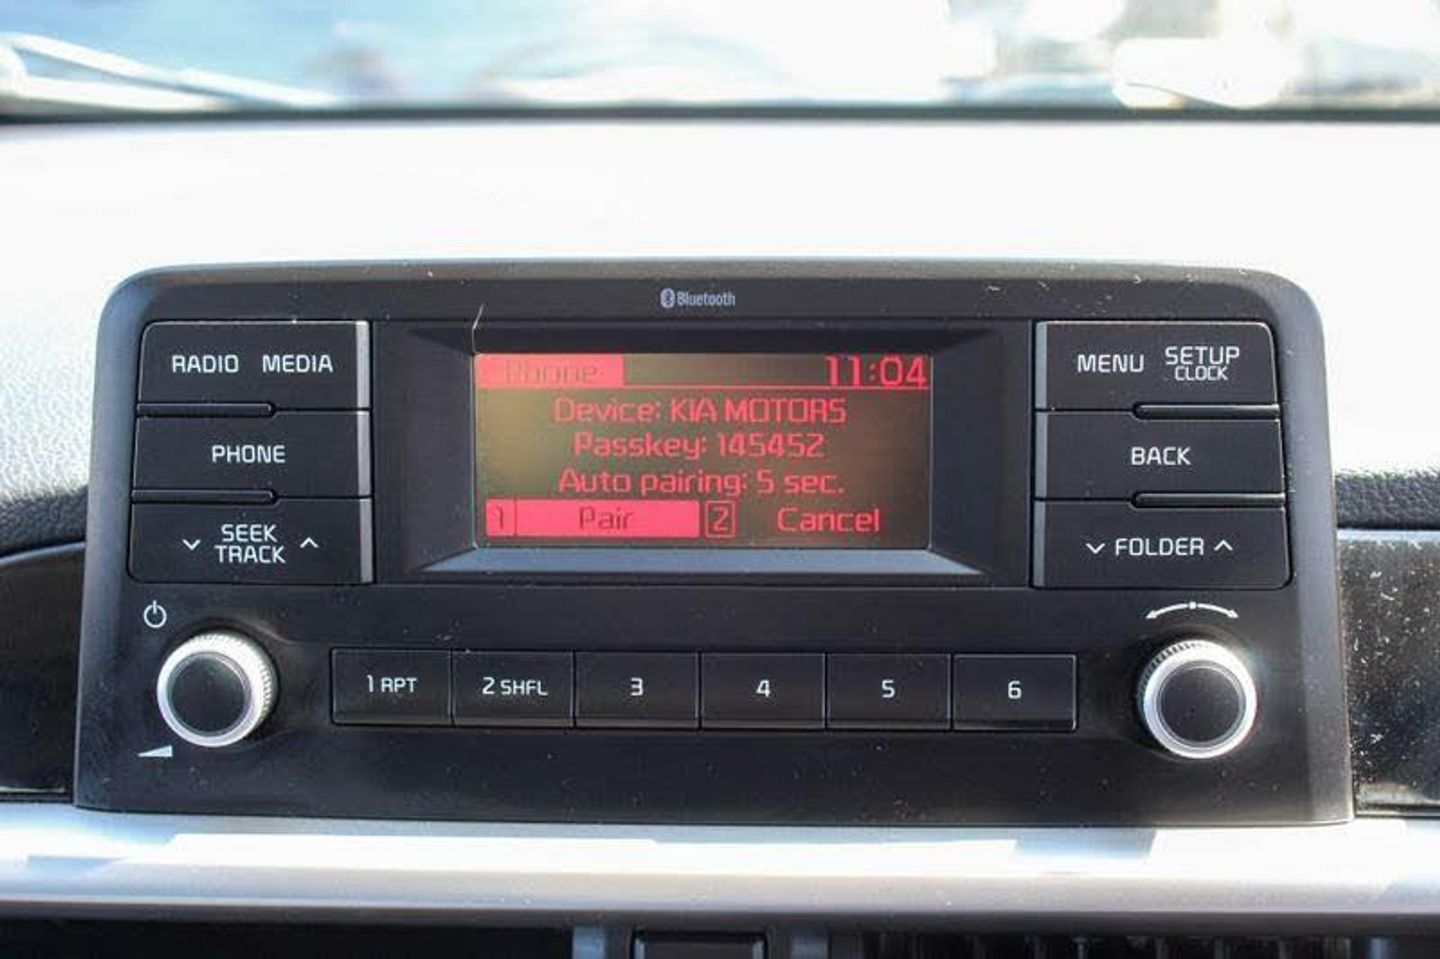 Bluetooth
RADIO MEDIA
PHONE
SEEK
TRACK
Phone 11:04
Device: KIA MOTORS
Passkey: 145452
Auto pairing: 5 sec.
1 Pair 2 Cancel
MENU SETUP
CLOCK
BACK
FOLDER
1 RPT 2 SHFL 3 4 5 6